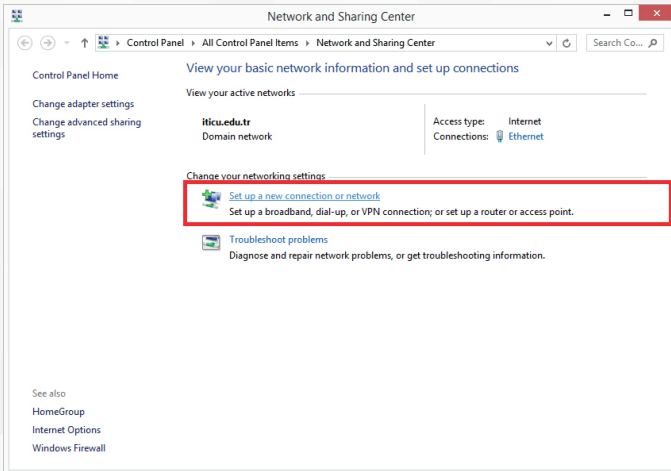 Network and Sharing Center
Control Panel ▸ All Control Panel Items ▸ Network and Sharing Center
Search Co...
Control Panel Home
Change adapter settings
Change advanced sharing
settings
View your basic network information and set up connections
View your active networks
iticu.edu.tr
Domain network
Access type: Internet
Connections: Ethernet
Change your networking settings
Set up a new connection or network
Set up a broadband, dial-up, or VPN connection; or set up a router or access point.
Troubleshoot problems
Diagnose and repair network problems, or get troubleshooting information.
See also
HomeGroup
Internet Options
Windows Firewall